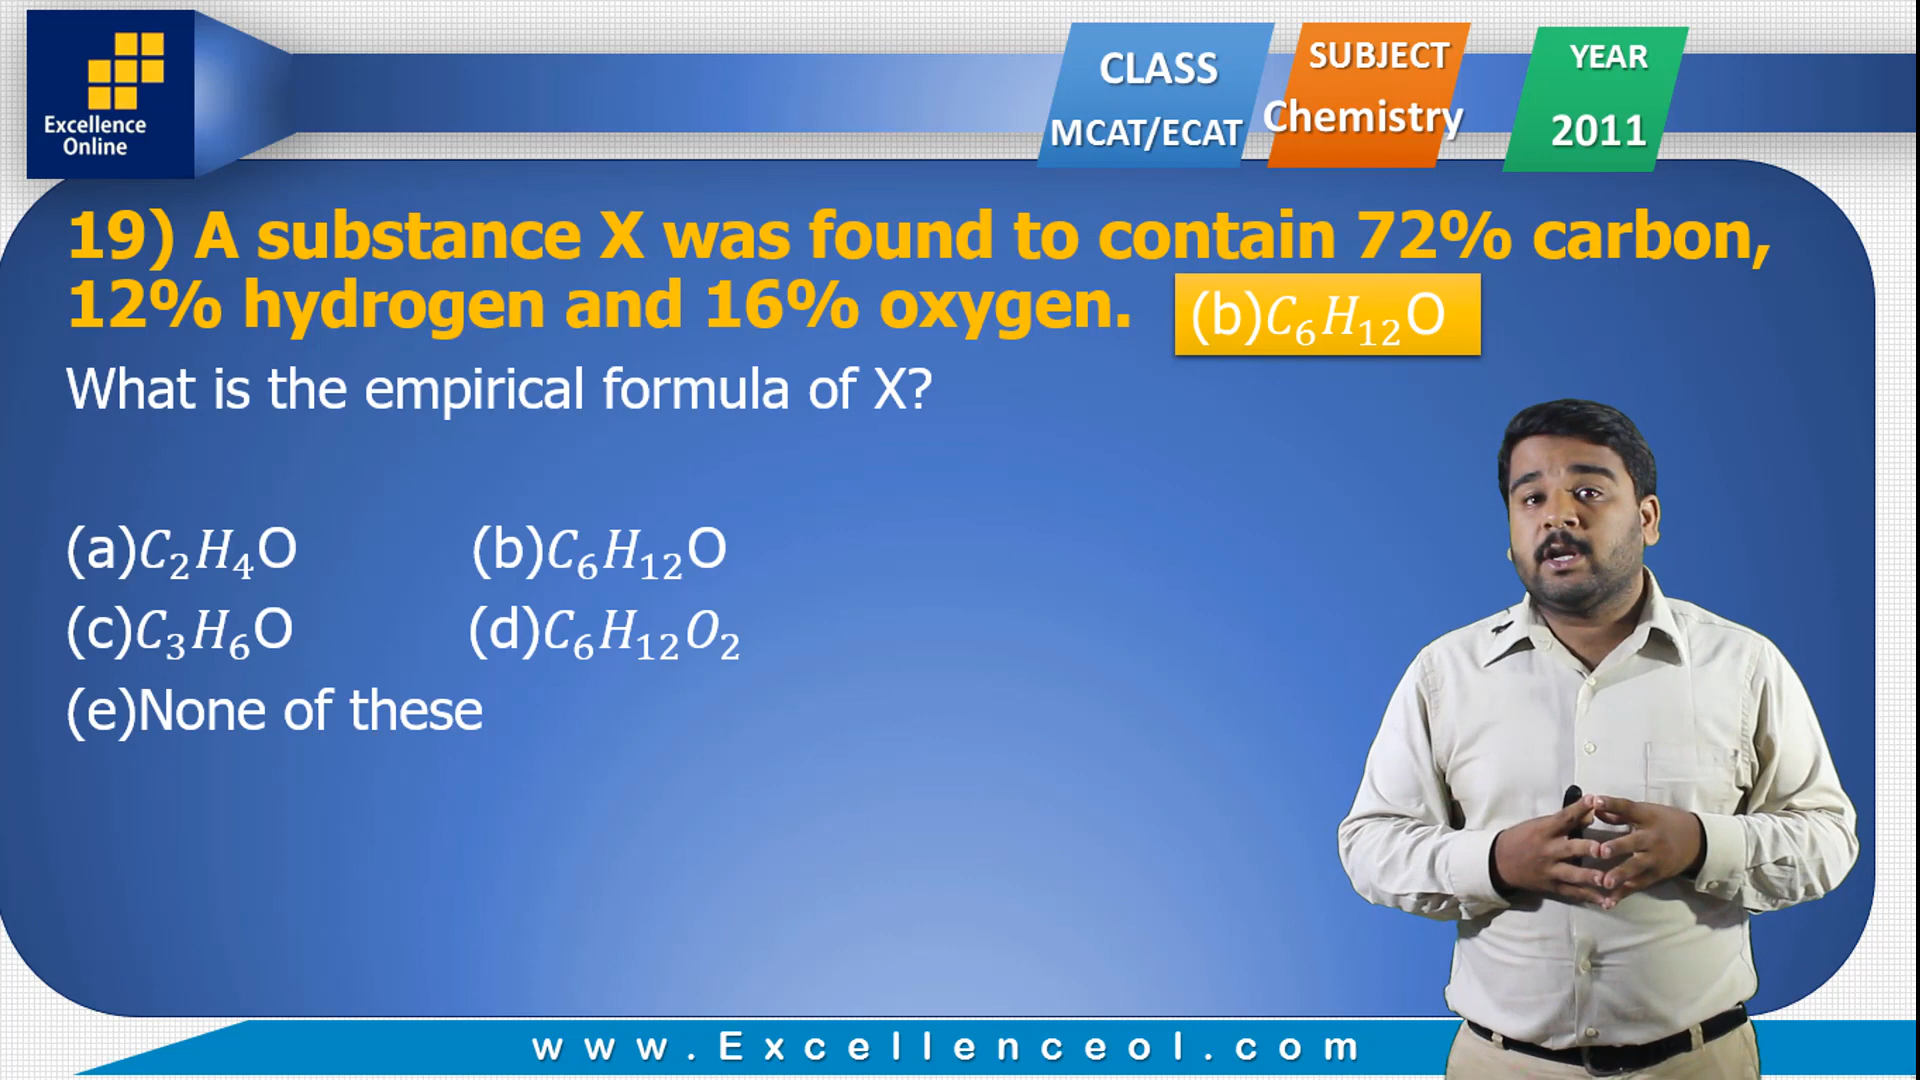 Excellence
Online
CLASS
MCAT/ECAT
SUBJECT
Chemistry
YEAR
2011
19) A substance X was found to contain 72% carbon,
12% hydrogen and 16% oxygen. (b)C₆H₁₂O
What is the empirical formula of X?
(a)C₂H₄O (b)C₆H₁₂O
(c)C₃H₆O (d)C₆H₁₂O₂
(e)None of these
www.Excellenceol.com